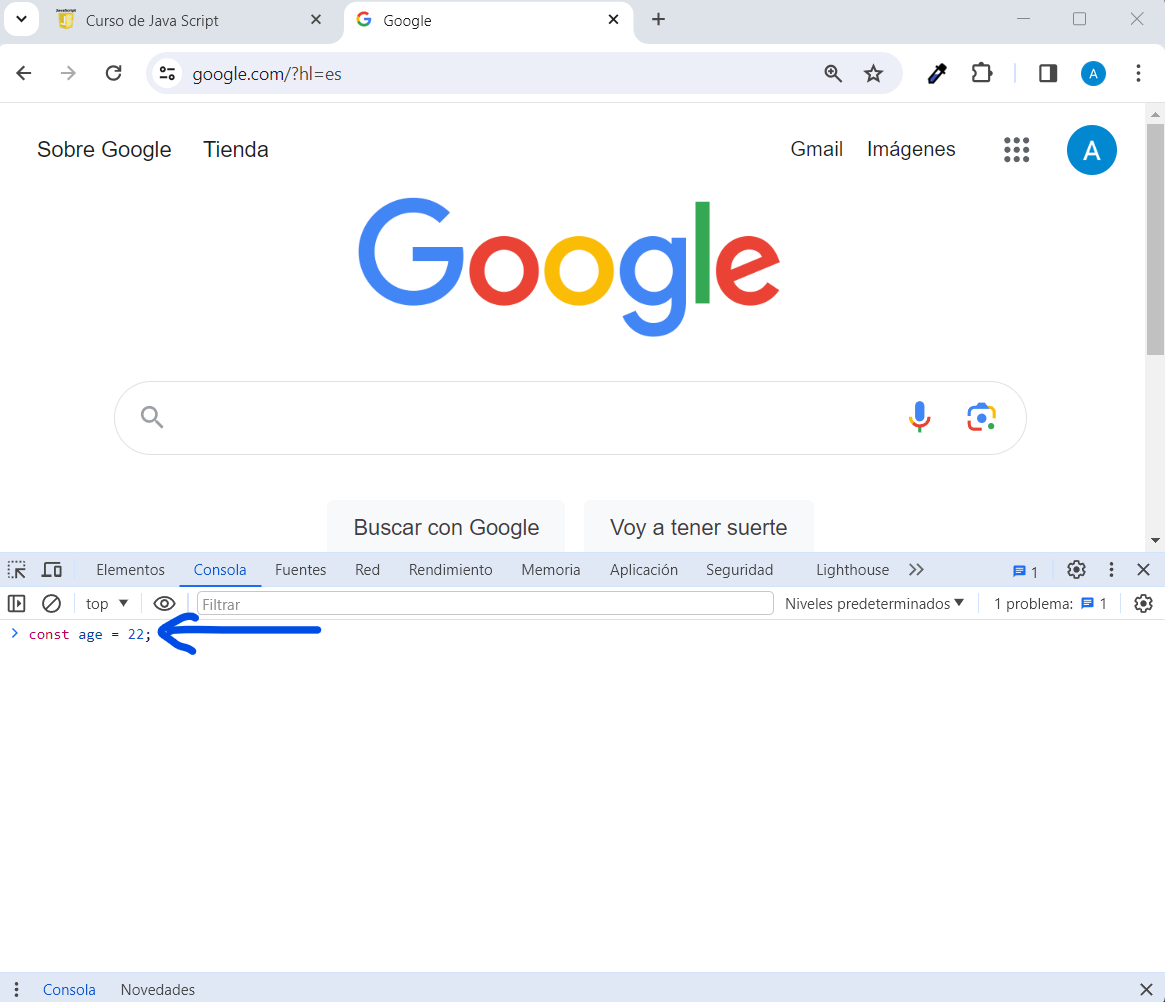 JavaScript
Curso de Java Script
Google
google.com/?hl=es
A
Sobre Google Tienda Gmail Imágenes A
Google
Buscar con Google Voy a tener suerte
Elementos Consola Fuentes Red Rendimiento Memoria Aplicación Seguridad Lighthouse 1
top Filtrar Niveles predeterminados 1 problema: 1
const age = 22;
Consola Novedades